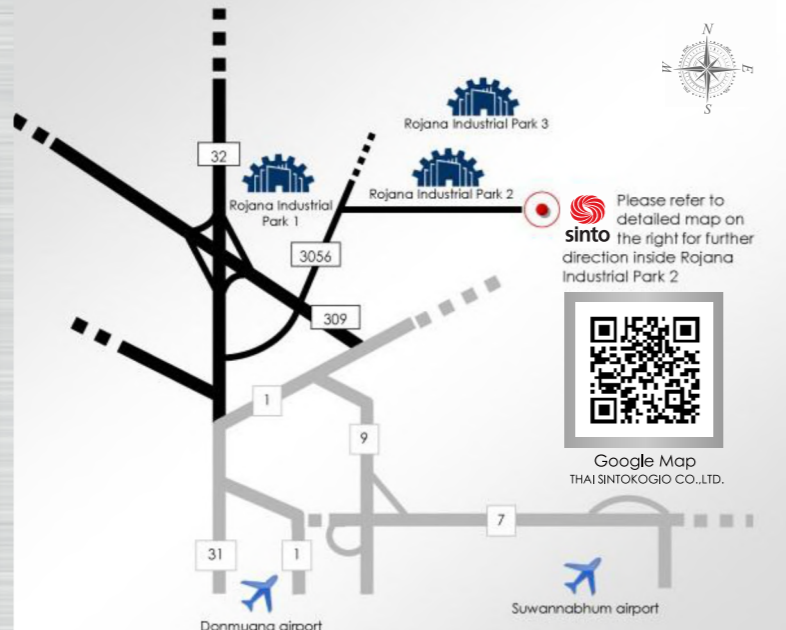 N
W
E
S
Rojana Industrial Park 3
32
Rojana Industrial
Park 1
Rojana Industrial Park 2
sinto
Please refer to
detailed map on
the right for further
direction inside Rojana
Industrial Park 2
3056
309
1
9
Google Map
THAI SINTOKOGIO CO.,LTD.
7
31
1
Donmuang airport
Suwannabhum airport